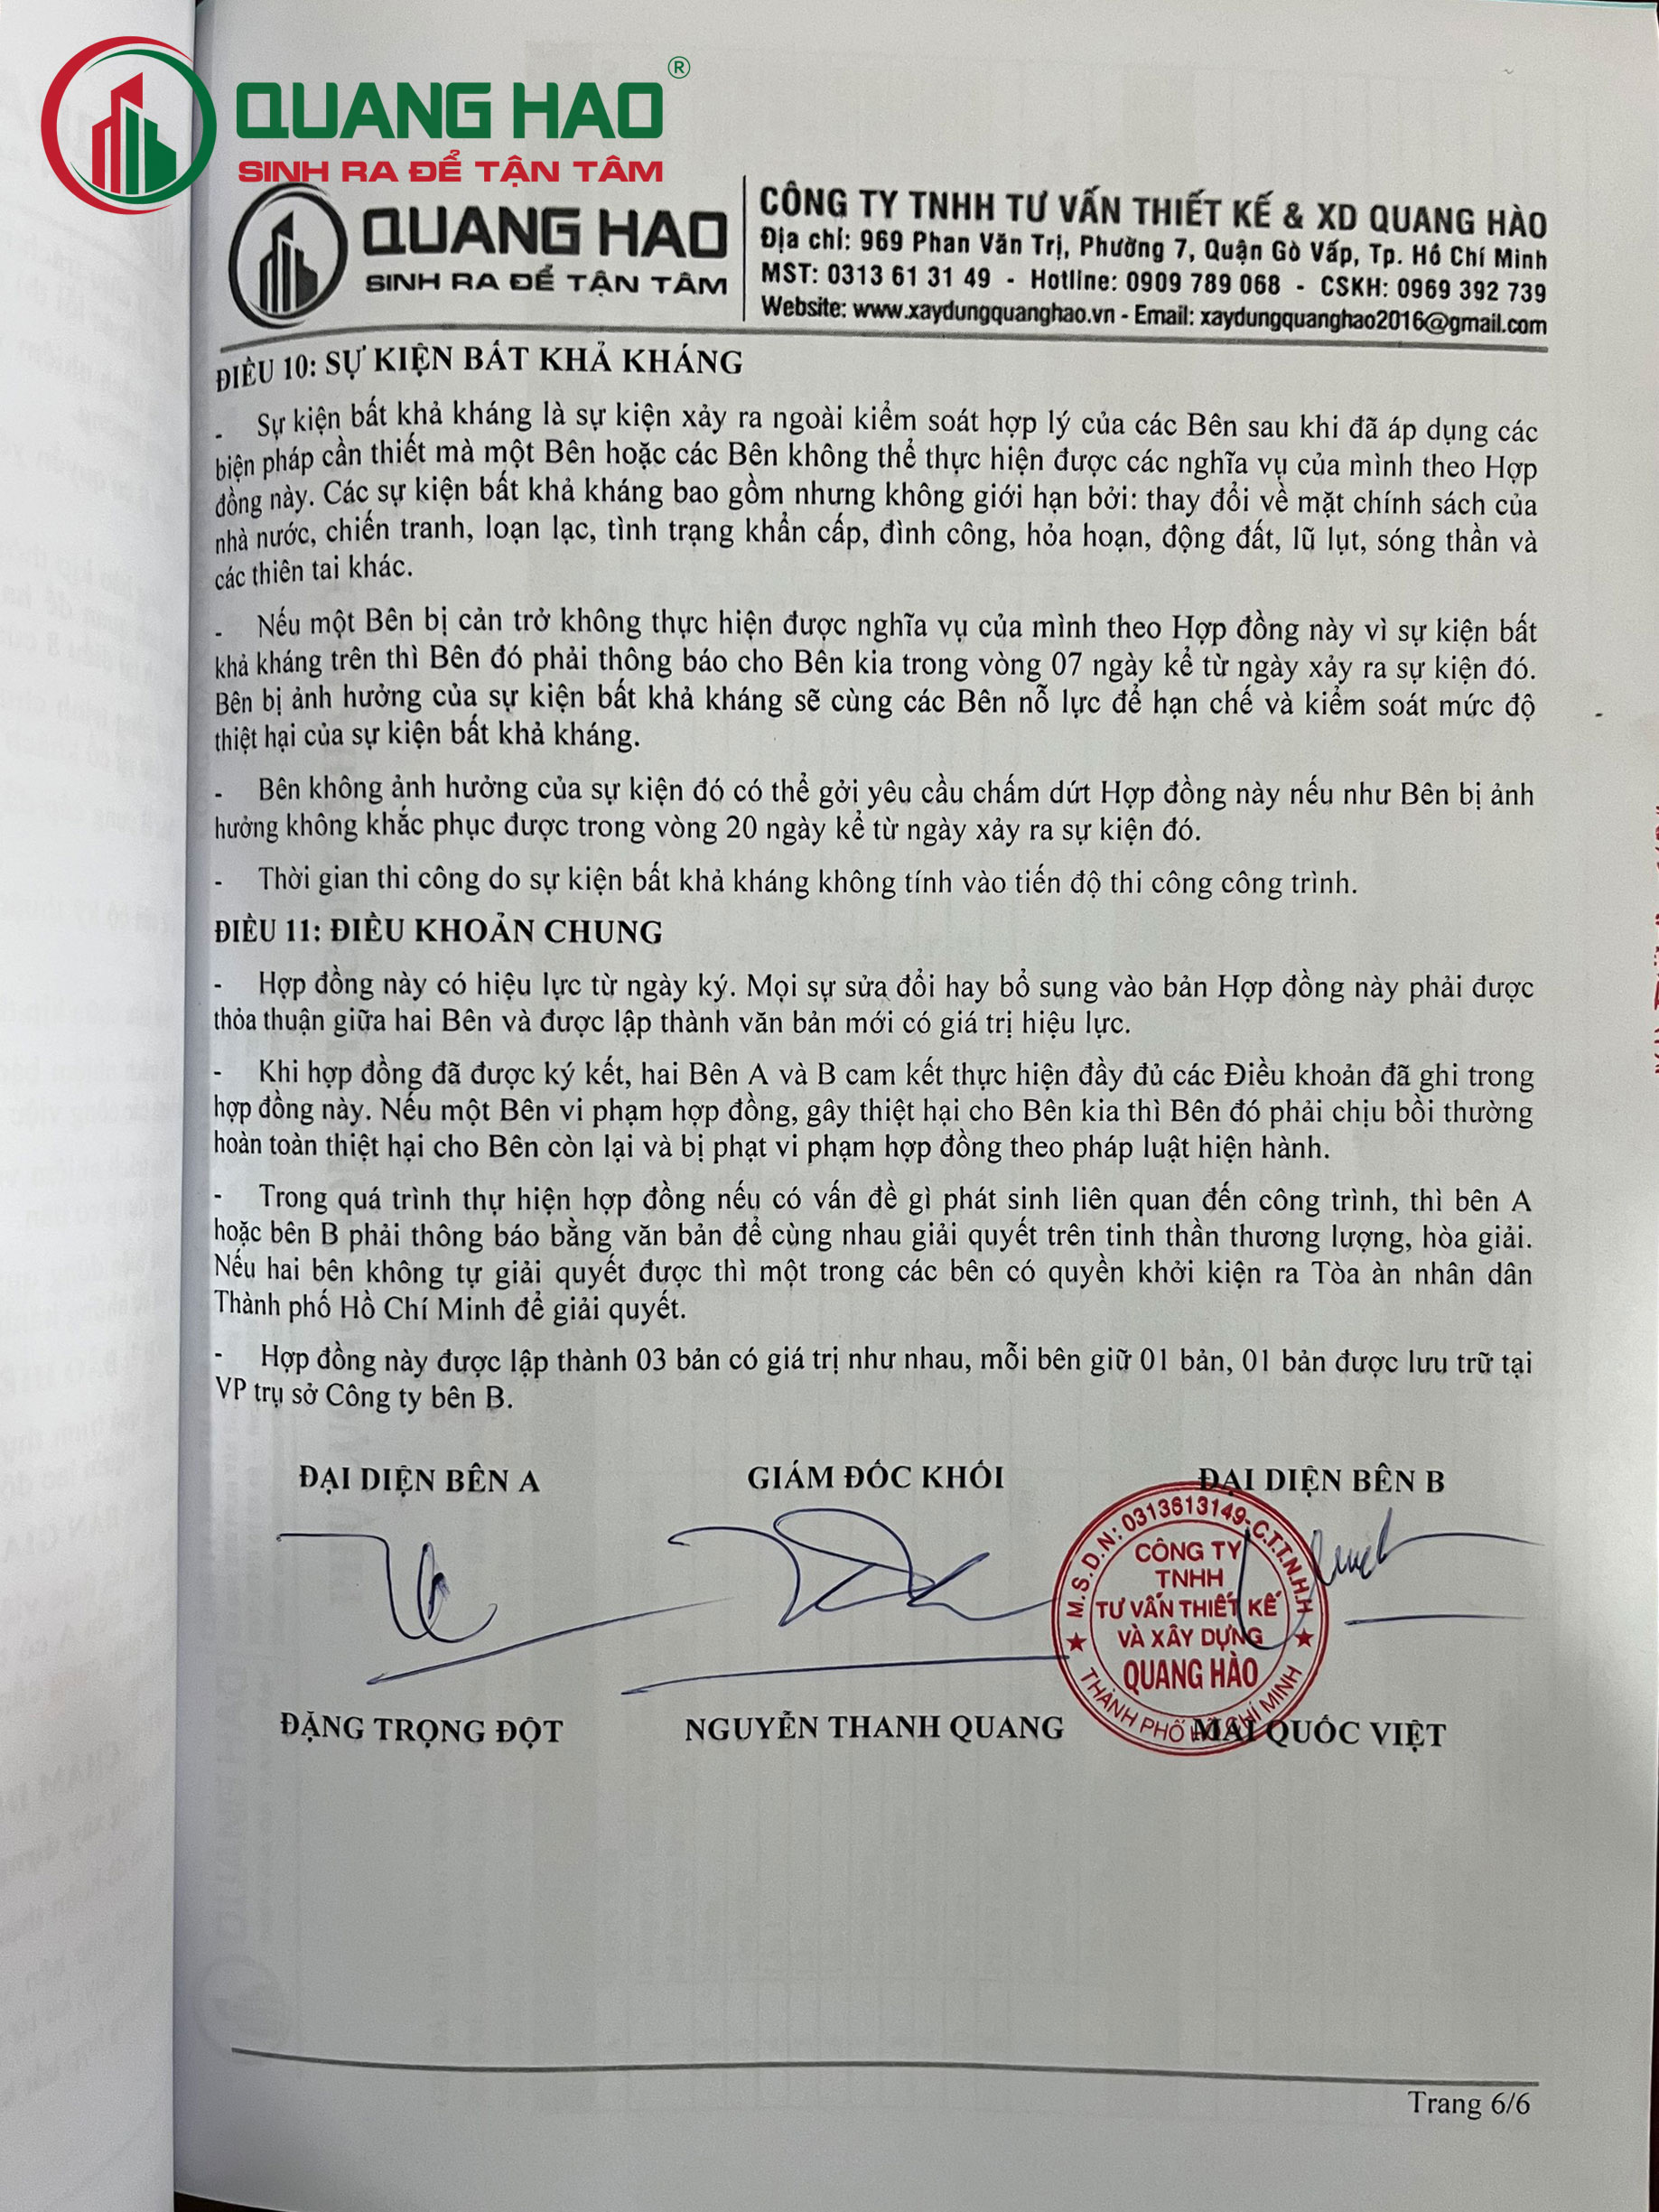 QUANG HAO®
SINH RA ĐỂ TẬN TÂM
QUANG HAO
SINH RA ĐỂ TẬN TÂM
CÔNG TY TNHH TƯ VẤN THIẾT KẾ & XD QUANG HÀO
Địa chỉ: 969 Phan Văn Trị, Phường 7, Quận Gò Vấp, Tp. Hồ Chí Minh
MST: 0313 61 31 49 - Hotline: 0909 789 068 - CSKH: 0969 392 739
Website: www.xaydungquanghao.vn - Email: xaydungquanghao2016@gmail.com
ĐIỀU 10: SỰ KIỆN BẤT KHẢ KHÁNG
- Sự kiện bất khả kháng là sự kiện xảy ra ngoài kiểm soát hợp lý của các Bên sau khi đã áp dụng các
biện pháp cần thiết mà một Bên hoặc các Bên không thể thực hiện được các nghĩa vụ của mình theo Hợp
đồng này. Các sự kiện bất khả kháng bao gồm nhưng không giới hạn bởi: thay đổi về mặt chính sách của
nhà nước, chiến tranh, loạn lạc, tình trạng khẩn cấp, đình công, hỏa hoạn, động đất, lũ lụt, sóng thần và
các thiên tai khác.
- Nếu một Bên bị cản trở không thực hiện được nghĩa vụ của mình theo Hợp đồng này vì sự kiện bất
khả kháng trên thì Bên đó phải thông báo cho Bên kia trong vòng 07 ngày kể từ ngày xảy ra sự kiện đó.
Bên bị ảnh hưởng của sự kiện bất khả kháng sẽ cùng các Bên nỗ lực để hạn chế và kiểm soát mức độ
thiệt hại của sự kiện bất khả kháng.
- Bên không ảnh hưởng của sự kiện đó có thể gởi yêu cầu chấm dứt Hợp đồng này nếu như Bên bị ảnh
hưởng không khắc phục được trong vòng 20 ngày kể từ ngày xảy ra sự kiện đó.
- Thời gian thi công do sự kiện bất khả kháng không tính vào tiến độ thi công công trình.
ĐIỀU 11: ĐIỀU KHOẢN CHUNG
- Hợp đồng này có hiệu lực từ ngày ký. Mọi sự sửa đổi hay bổ sung vào bản Hợp đồng này phải được
thỏa thuận giữa hai Bên và được lập thành văn bản mới có giá trị hiệu lực.
- Khi hợp đồng đã được ký kết, hai Bên A và B cam kết thực hiện đầy đủ các Điều khoản đã ghi trong
hợp đồng này. Nếu một Bên vi phạm hợp đồng, gây thiệt hại cho Bên kia thì Bên đó phải chịu bồi thường
hoàn toàn thiệt hại cho Bên còn lại và bị phạt vi phạm hợp đồng theo pháp luật hiện hành.
- Trong quá trình thự hiện hợp đồng nếu có vấn đề gì phát sinh liên quan đến công trình, thì bên A
hoặc bên B phải thông báo bằng văn bản để cùng nhau giải quyết trên tinh thần thương lượng, hòa giải.
Nếu hai bên không tự giải quyết được thì một trong các bên có quyền khởi kiện ra Tòa àn nhân dân
Thành phố Hồ Chí Minh để giải quyết.
- Hợp đồng này được lập thành 03 bản có giá trị như nhau, mỗi bên giữ 01 bản, 01 bản được lưu trữ tại
VP trụ sở Công ty bên B.
ĐẠI DIỆN BÊN A GIÁM ĐỐC KHỐI ĐẠI DIỆN BÊN B
M.S.D.N: 0313613149-C.T.T.N.H.H
CÔNG TY
TNHH
TƯ VẤN THIẾT KẾ
VÀ XÂY DỰNG
QUANG HÀO
THÀNH PHỐ HỒ CHÍ MINH
ĐẶNG TRỌNG ĐỘT NGUYỄN THANH QUANG MAI QUỐC VIỆT
Trang 6/6